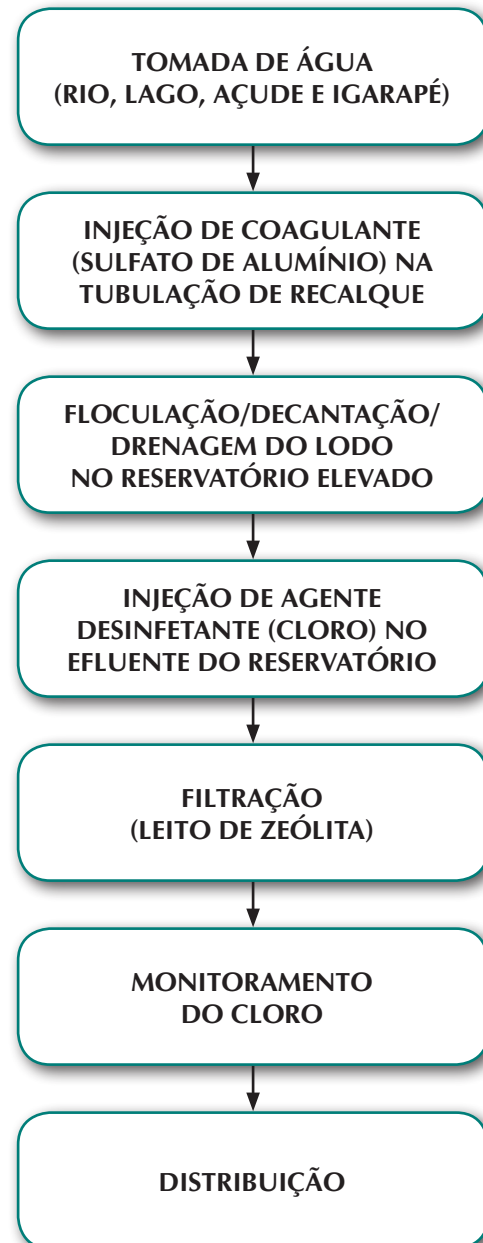 TOMADA DE ÁGUA
(RIO, LAGO, AÇUDE E IGARAPÉ)
INJEÇÃO DE COAGULANTE
(SULFATO DE ALUMÍNIO) NA
TUBULAÇÃO DE RECALQUE
FLOCULAÇÃO/DECANTAÇÃO/
DRENAGEM DO LODO
NO RESERVATÓRIO ELEVADO
INJEÇÃO DE AGENTE
DESINFETANTE (CLORO) NO
EFLUENTE DO RESERVATÓRIO
FILTRAÇÃO
(LEITO DE ZEÓLITA)
MONITORAMENTO
DO CLORO
DISTRIBUIÇÃO